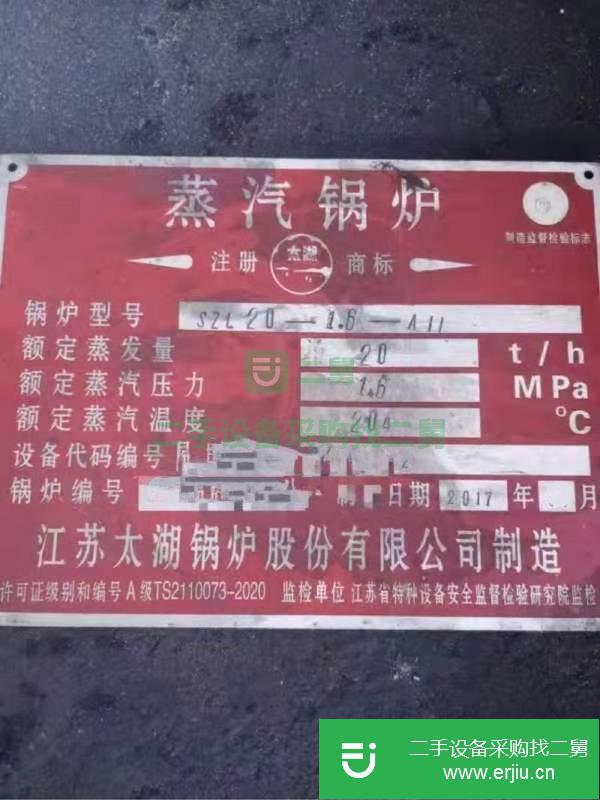 蒸汽锅炉
制造监督检验标志
注册 太湖 商标
锅炉型号 SZL20-1.6-AII
额定蒸发量 20 t/h
额定蒸汽压力 1.6 MPa
额定蒸汽温度 204 ℃
设备代码编号
锅炉编号 日期 2017 年 月
江苏太湖锅炉股份有限公司制造
许可证级别和编号 A 级TS2110073-2020 监检单位 江苏省特种设备安全监督检验研究院监检
二舅
二手设备采购找二舅
二手设备采购找二舅
www.erjiu.cn